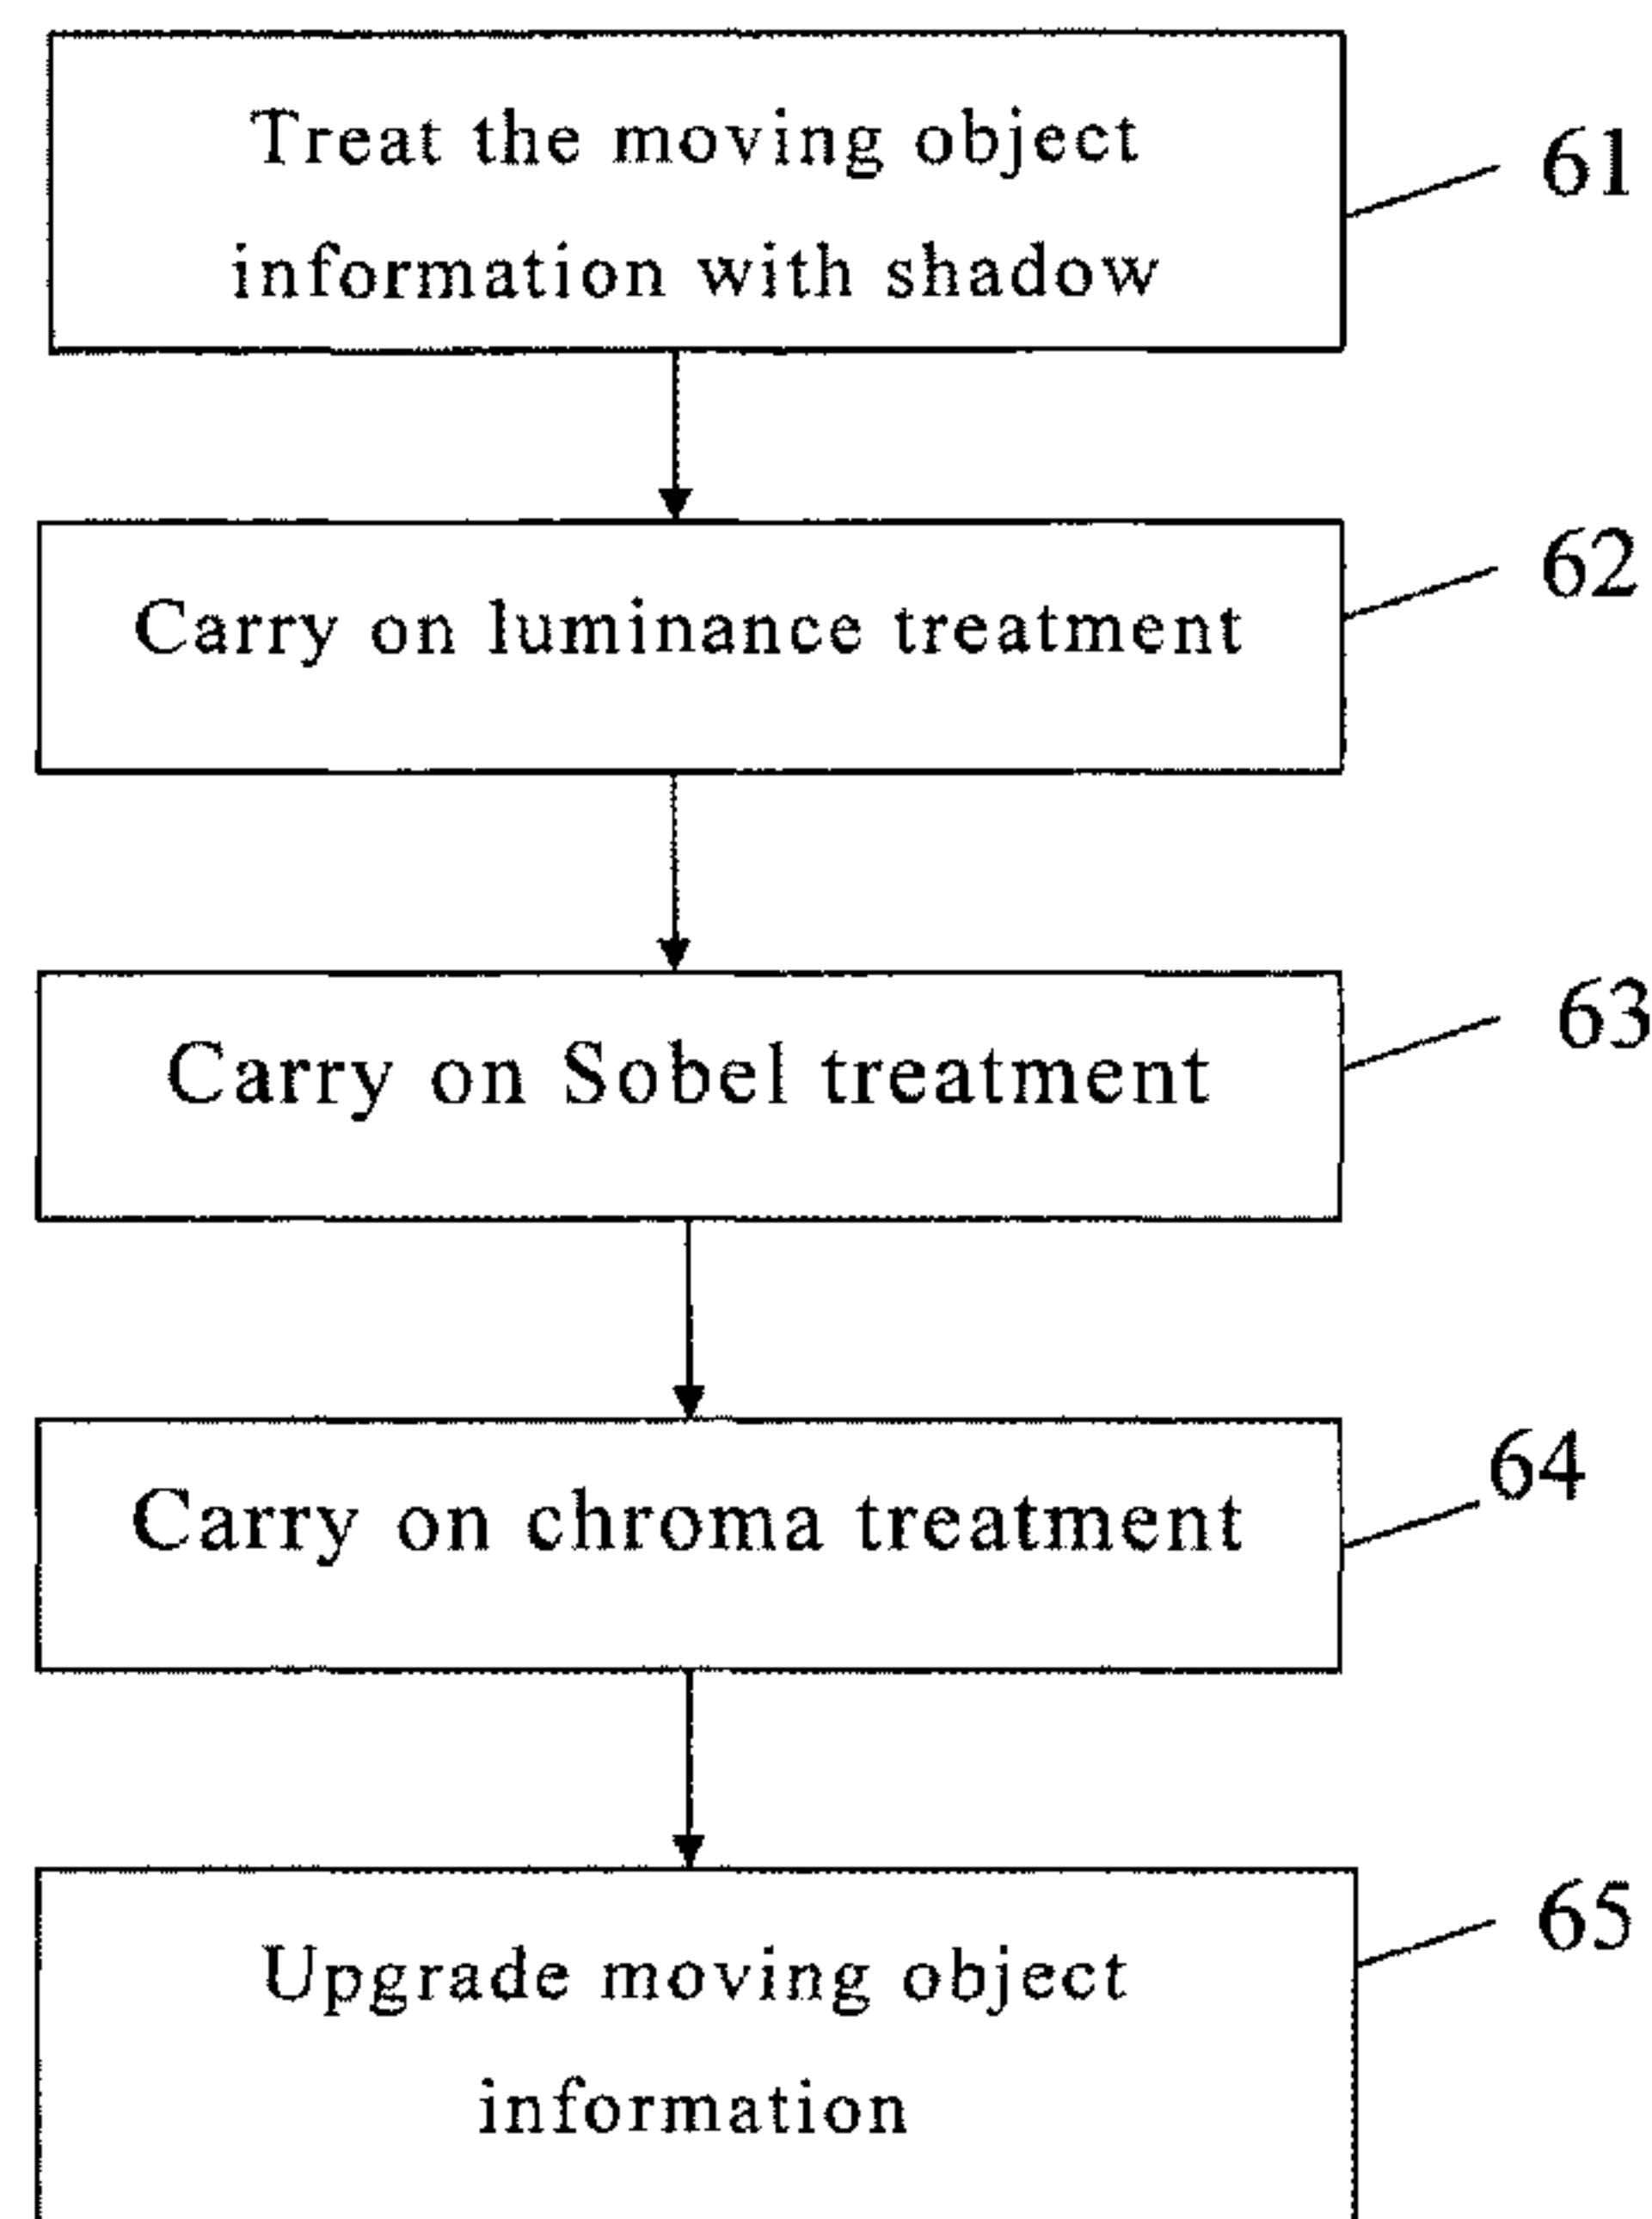 Treat the moving object
information with shadow
61
Carry on luminance treatment
62
Carry on Sobel treatment
63
Carry on chroma treatment
64
Upgrade moving object
information
65